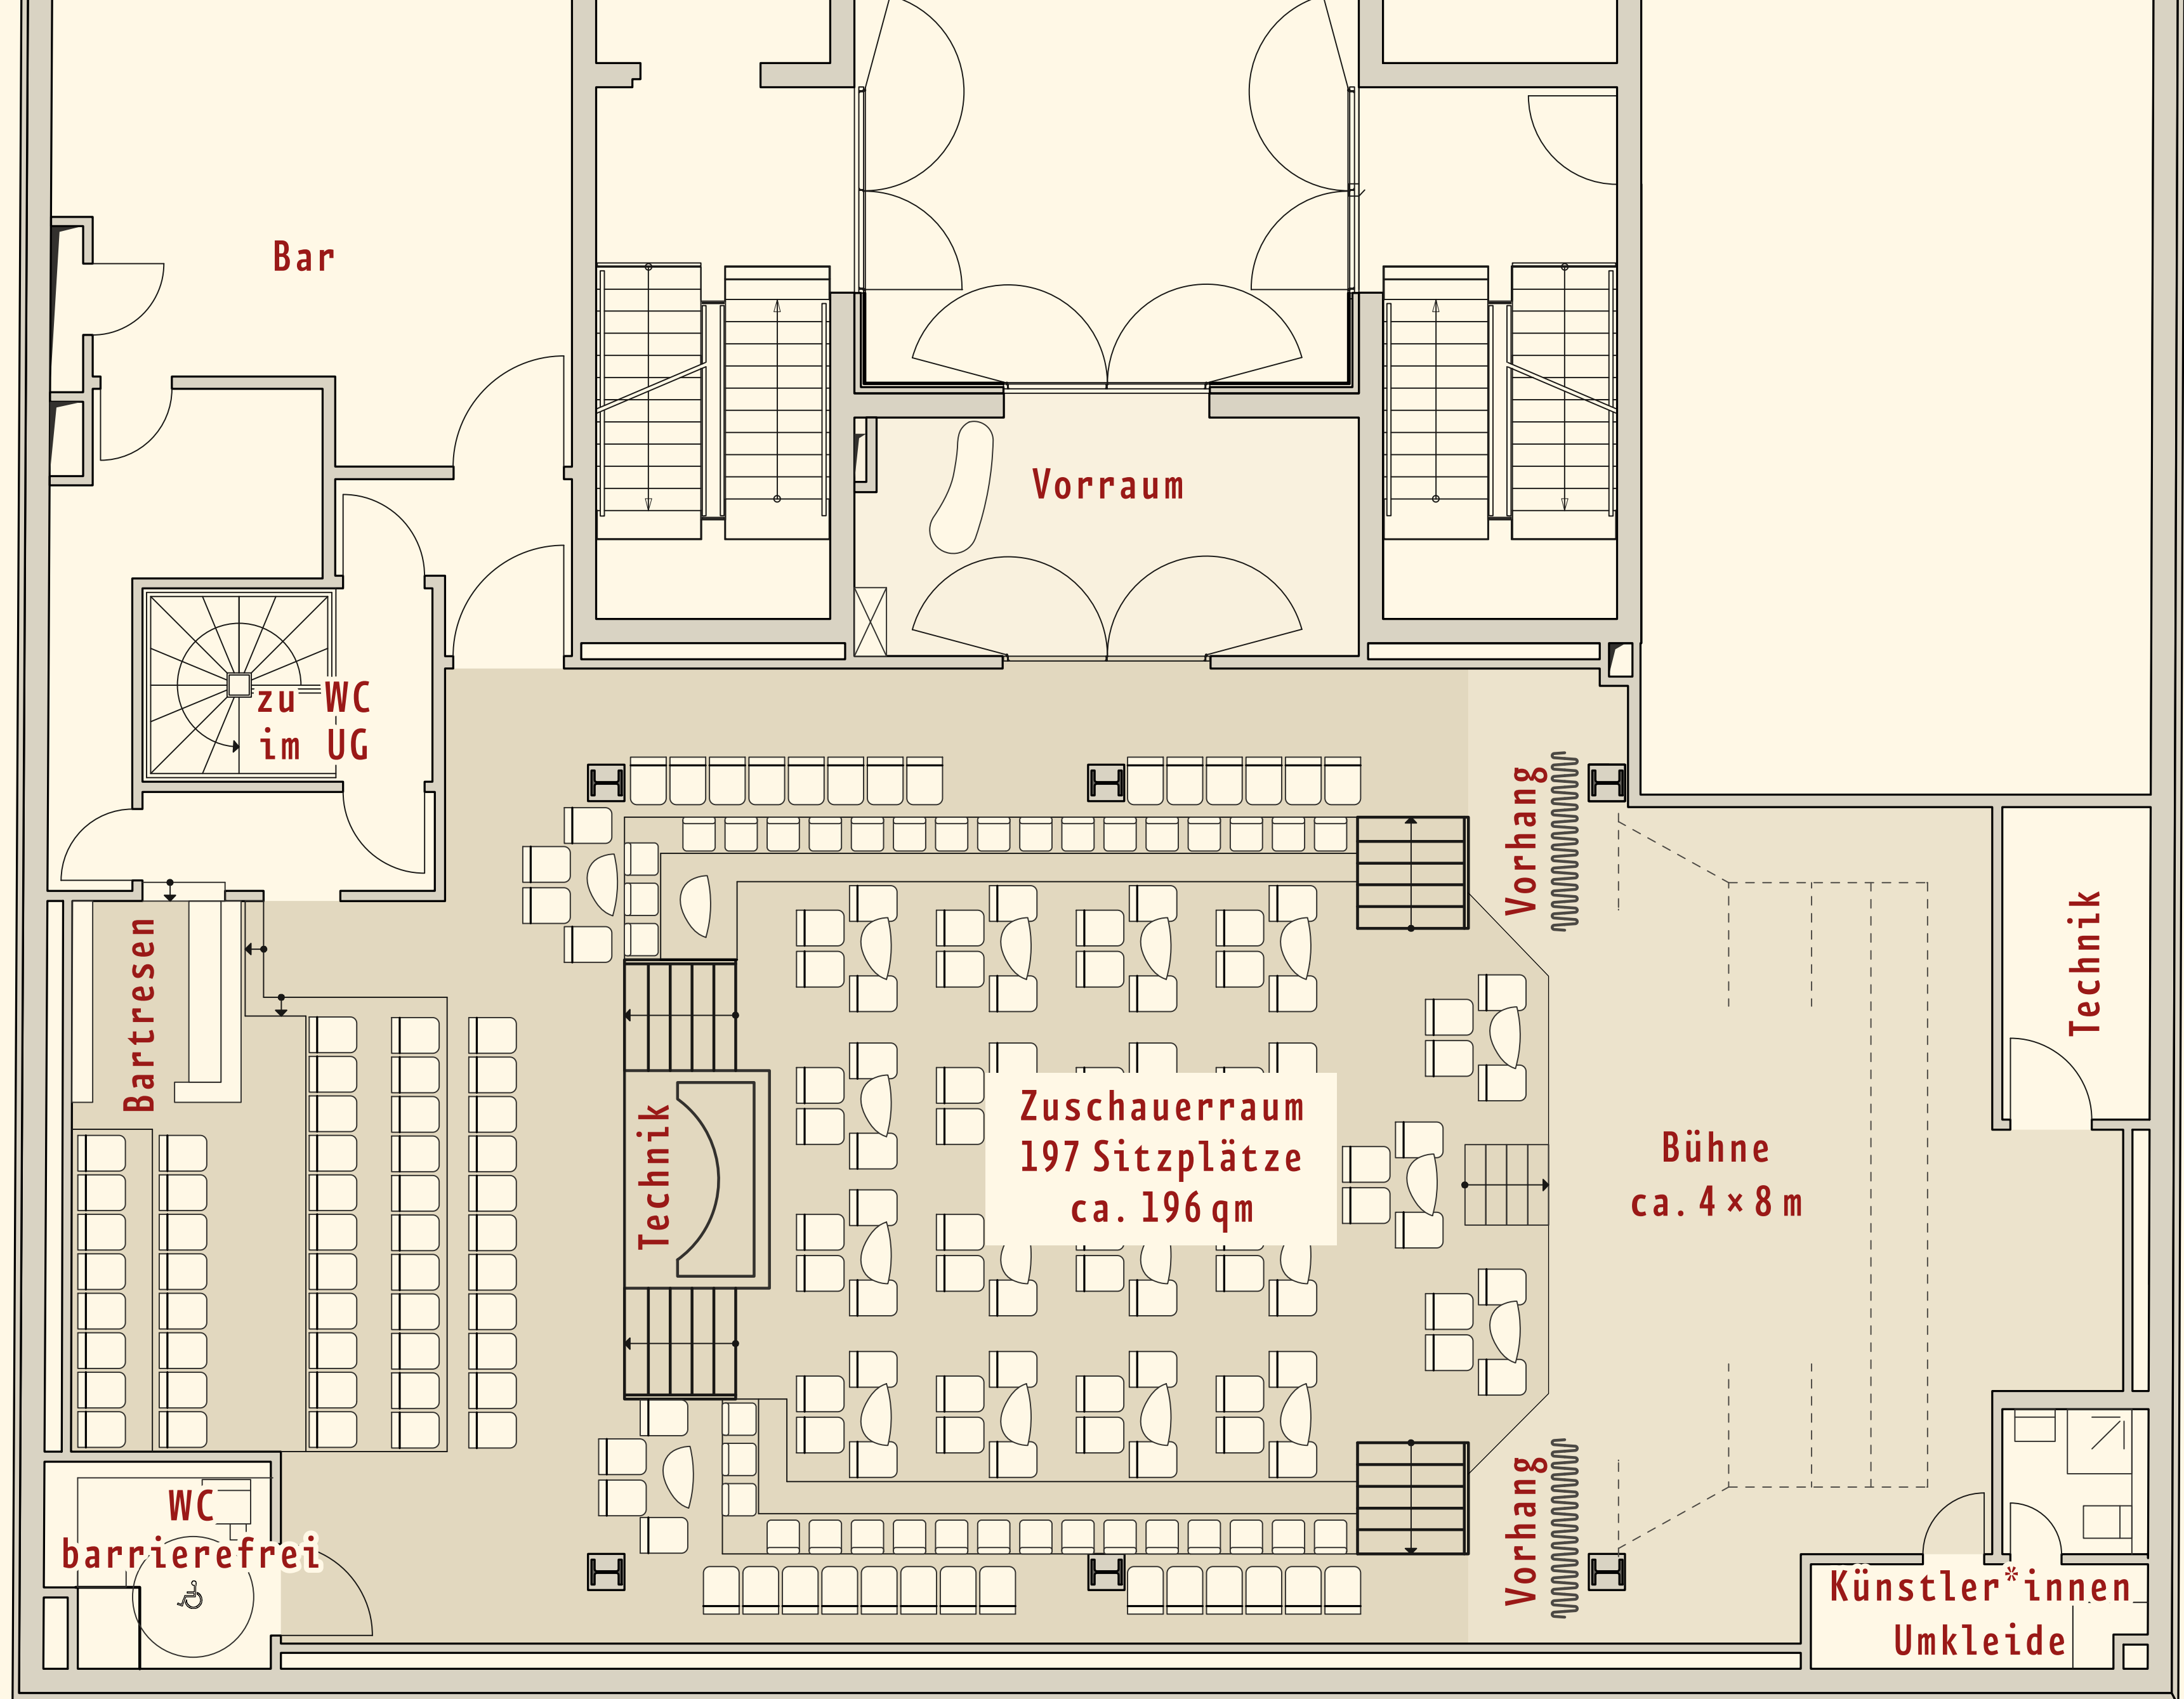 Bar
Vorraum
zu WC
im UG
Vorhang
Bartresen
Technik
Technik
Zuschauerraum
197 Sitzplätze
ca. 196 qm
Bühne
ca. 4 × 8 m
WC
barrierefrei
Vorhang
Künstler*innen
Umkleide